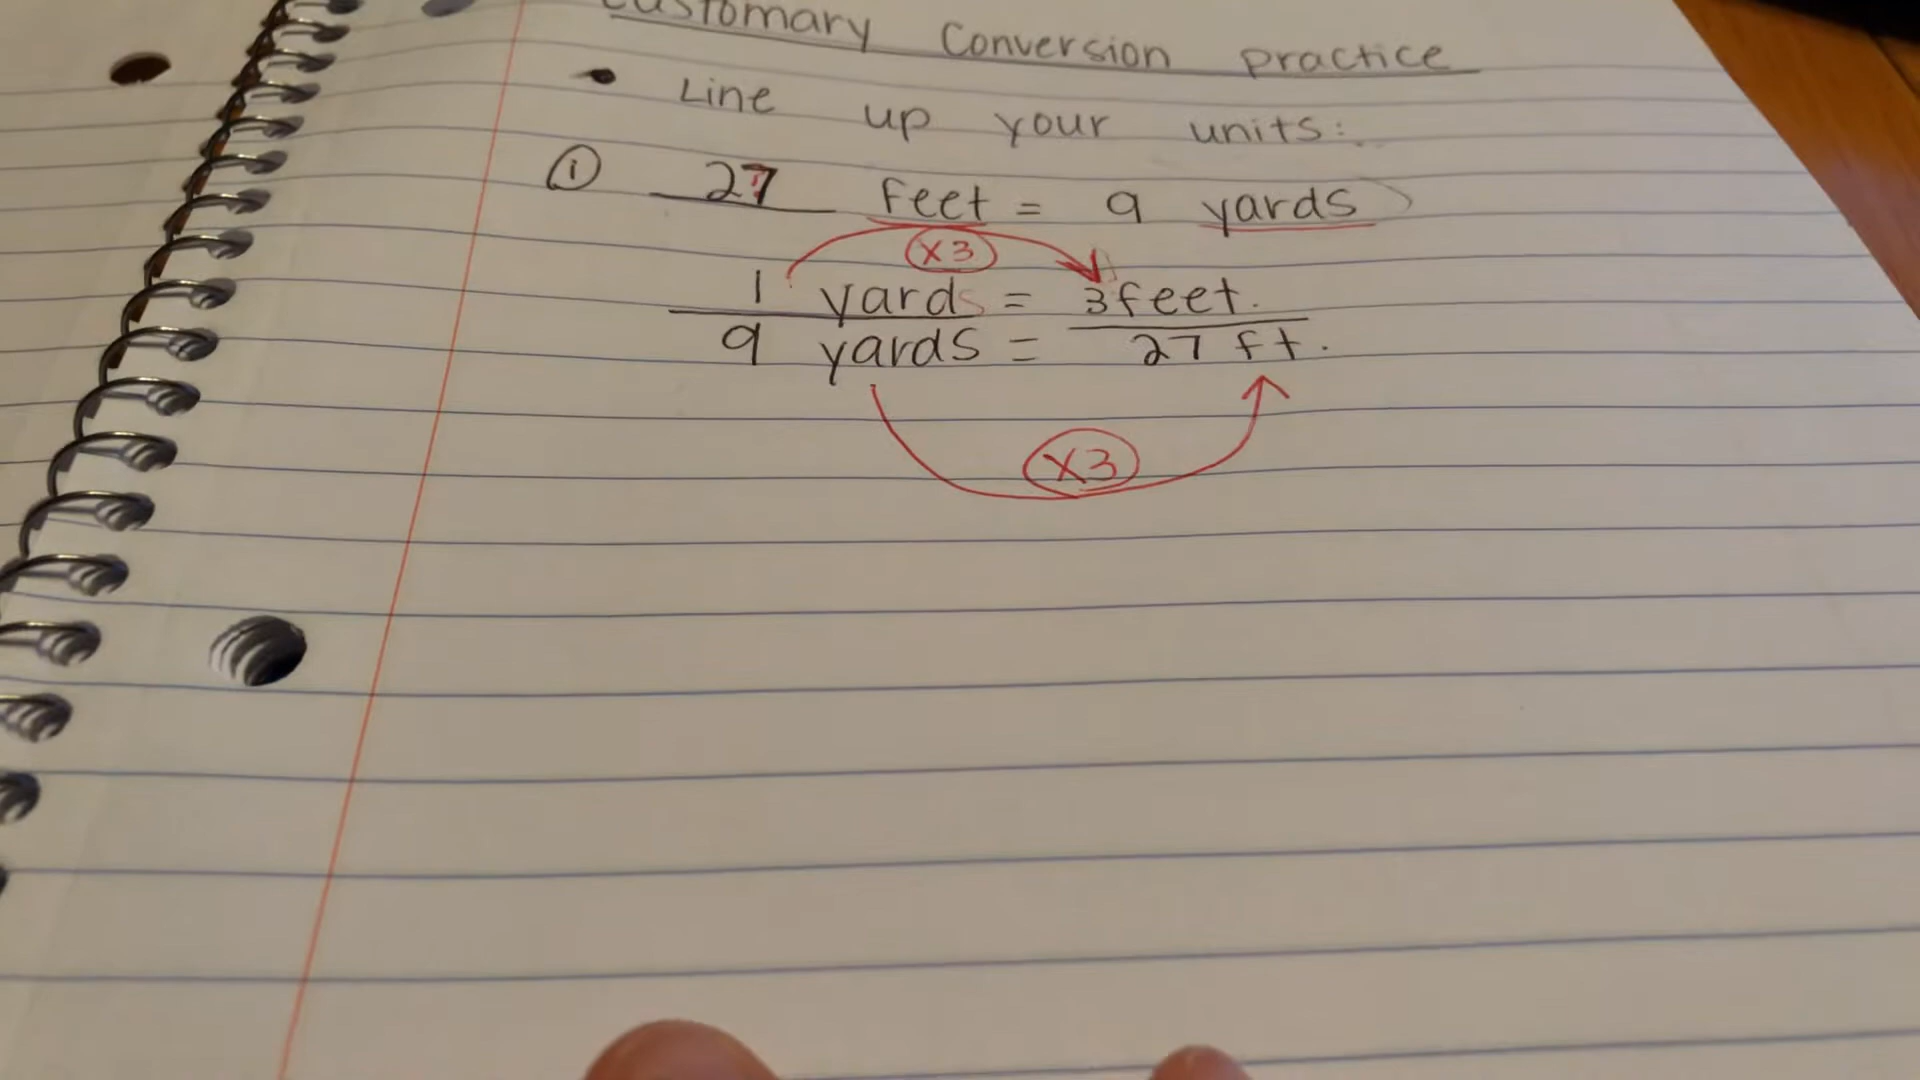 Customary Conversion practice
• Line up your units:
① 27 feet = 9 yards
x3
1 yards = 3 feet.
9 yards = 27 ft.
x3